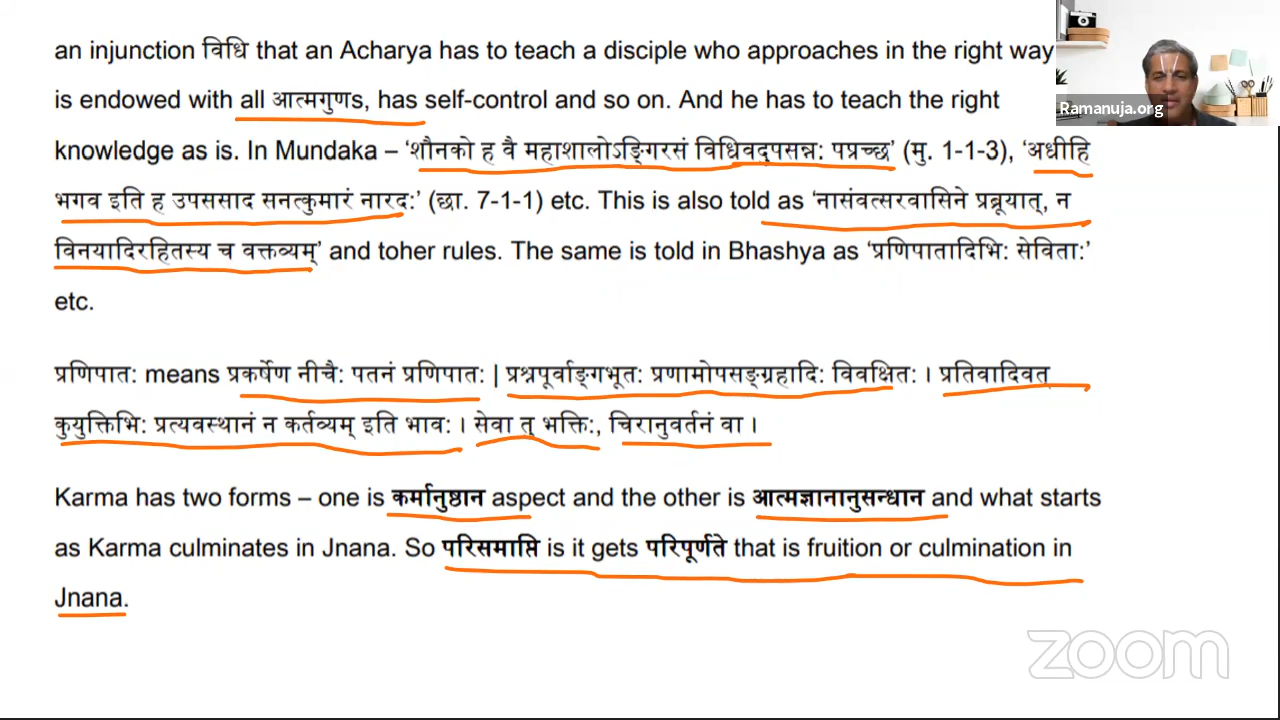 an injunction विधि that an Acharya has to teach a disciple who approaches in the right way
is endowed with all आत्मगुणs, has self-control and so on. And he has to teach the right
knowledge as is. In Mundaka – ‘शौनको ह वै महाशालोऽङ्गिरसं विधिवदुपसन्न: पप्रच्छ’ (मु. 1-1-3), ‘अधीहि
भगव इति ह उपससाद सनत्कुमारं नारद:’ (छा. 7-1-1) etc. This is also told as ‘नासंवत्सरवासिने प्रब्रूयात्, न
विनयादिरहितस्य च वक्तव्यम्’ and toher rules. The same is told in Bhashya as ‘प्रणिपातादिभि: सेविता:’
etc.
प्रणिपात: means प्रकर्षेण नीचै: पतनं प्रणिपात: | प्रश्नपूर्वाङ्गभूत: प्रणामोपसङ्ग्रहादि: विवक्षित: । प्रतिवादिवत्
कुयुक्तिभि: प्रत्यवस्थानं न कर्तव्यम् इति भाव: । सेवा तु भक्ति:, चिरानुवर्तनं वा ।
Karma has two forms – one is कर्मानुष्ठान aspect and the other is आत्मज्ञानानुसन्धान and what starts
as Karma culminates in Jnana. So परिसमाप्ति is it gets परिपूर्णते that is fruition or culmination in
Jnana.
Ramanuja.org
zoom